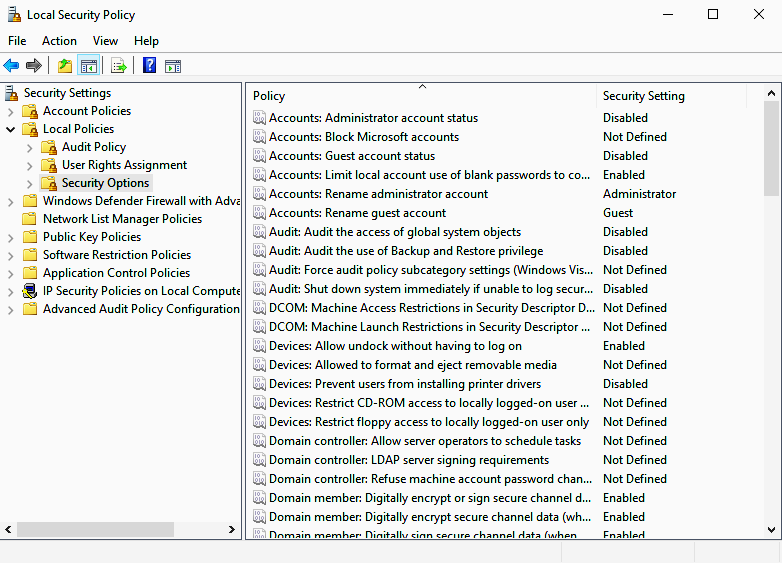 Local Security Policy
File Action View Help
Security Settings
Account Policies
Local Policies
Audit Policy
User Rights Assignment
Security Options
Windows Defender Firewall with Adva
Network List Manager Policies
Public Key Policies
Software Restriction Policies
Application Control Policies
IP Security Policies on Local Compute
Advanced Audit Policy Configuration
Policy Security Setting
Accounts: Administrator account status Disabled
Accounts: Block Microsoft accounts Not Defined
Accounts: Guest account status Disabled
Accounts: Limit local account use of blank passwords to co... Enabled
Accounts: Rename administrator account Administrator
Accounts: Rename guest account Guest
Audit: Audit the access of global system objects Disabled
Audit: Audit the use of Backup and Restore privilege Disabled
Audit: Force audit policy subcategory settings (Windows Vis... Not Defined
Audit: Shut down system immediately if unable to log secur... Disabled
DCOM: Machine Access Restrictions in Security Descriptor D... Not Defined
DCOM: Machine Launch Restrictions in Security Descriptor ... Not Defined
Devices: Allow undock without having to log on Enabled
Devices: Allowed to format and eject removable media Not Defined
Devices: Prevent users from installing printer drivers Disabled
Devices: Restrict CD-ROM access to locally logged-on user ... Not Defined
Devices: Restrict floppy access to locally logged-on user only Not Defined
Domain controller: Allow server operators to schedule tasks Not Defined
Domain controller: LDAP server signing requirements Not Defined
Domain controller: Refuse machine account password chan... Not Defined
Domain member: Digitally encrypt or sign secure channel d... Enabled
Domain member: Digitally encrypt secure channel data (wh... Enabled
Domain member: Digitally sign secure channel data (when Enabled